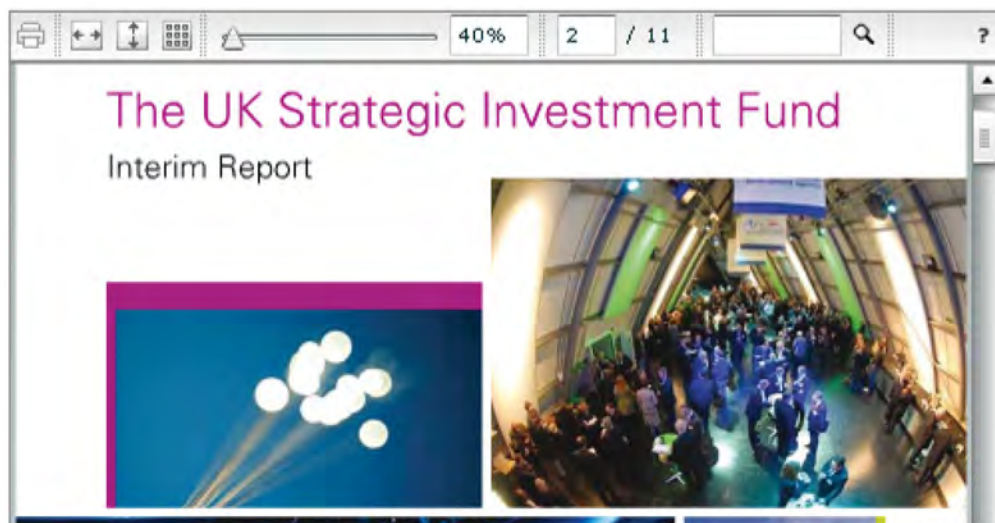 40% 2 / 11 ?
The UK Strategic Investment Fund
Interim Report